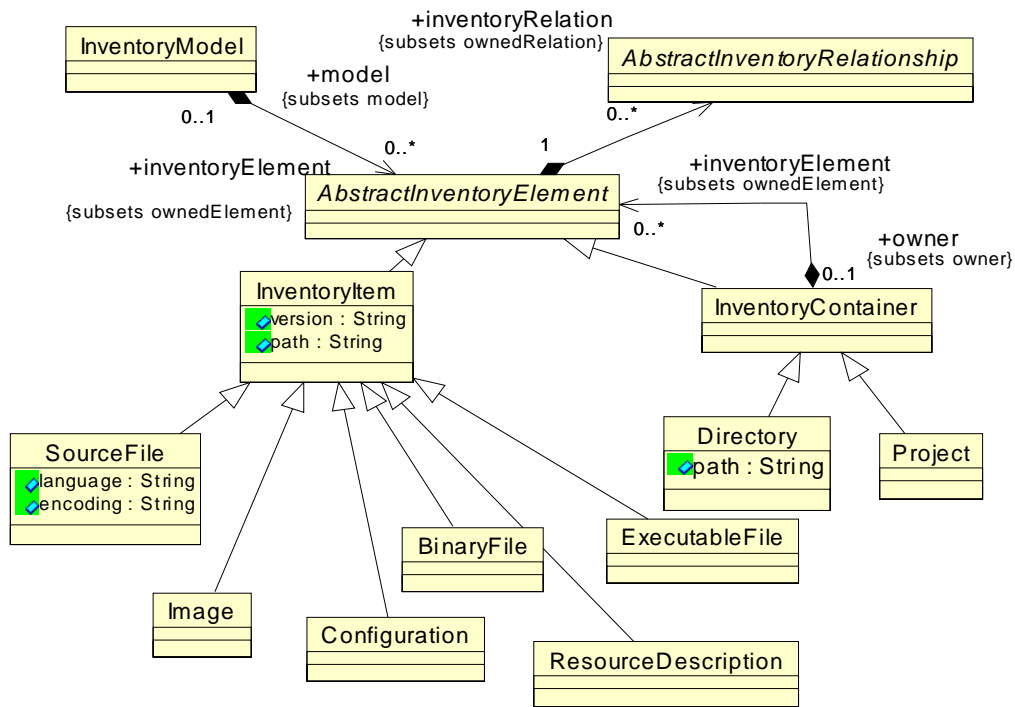 +inventoryRelation
{subsets ownedRelation}
InventoryModel
AbstractInventoryRelationship
+model
{subsets model}
0..1
0..*
0..*
1
+inventoryElement
{subsets ownedElement}
AbstractInventoryElement
+inventoryElement
{subsets ownedElement}
0..*
+owner
{subsets owner}
0..1
InventoryItem
version : String
path : String
InventoryContainer
SourceFile
language : String
encoding : String
Directory
path : String
Project
BinaryFile
ExecutableFile
Image
Configuration
ResourceDescription